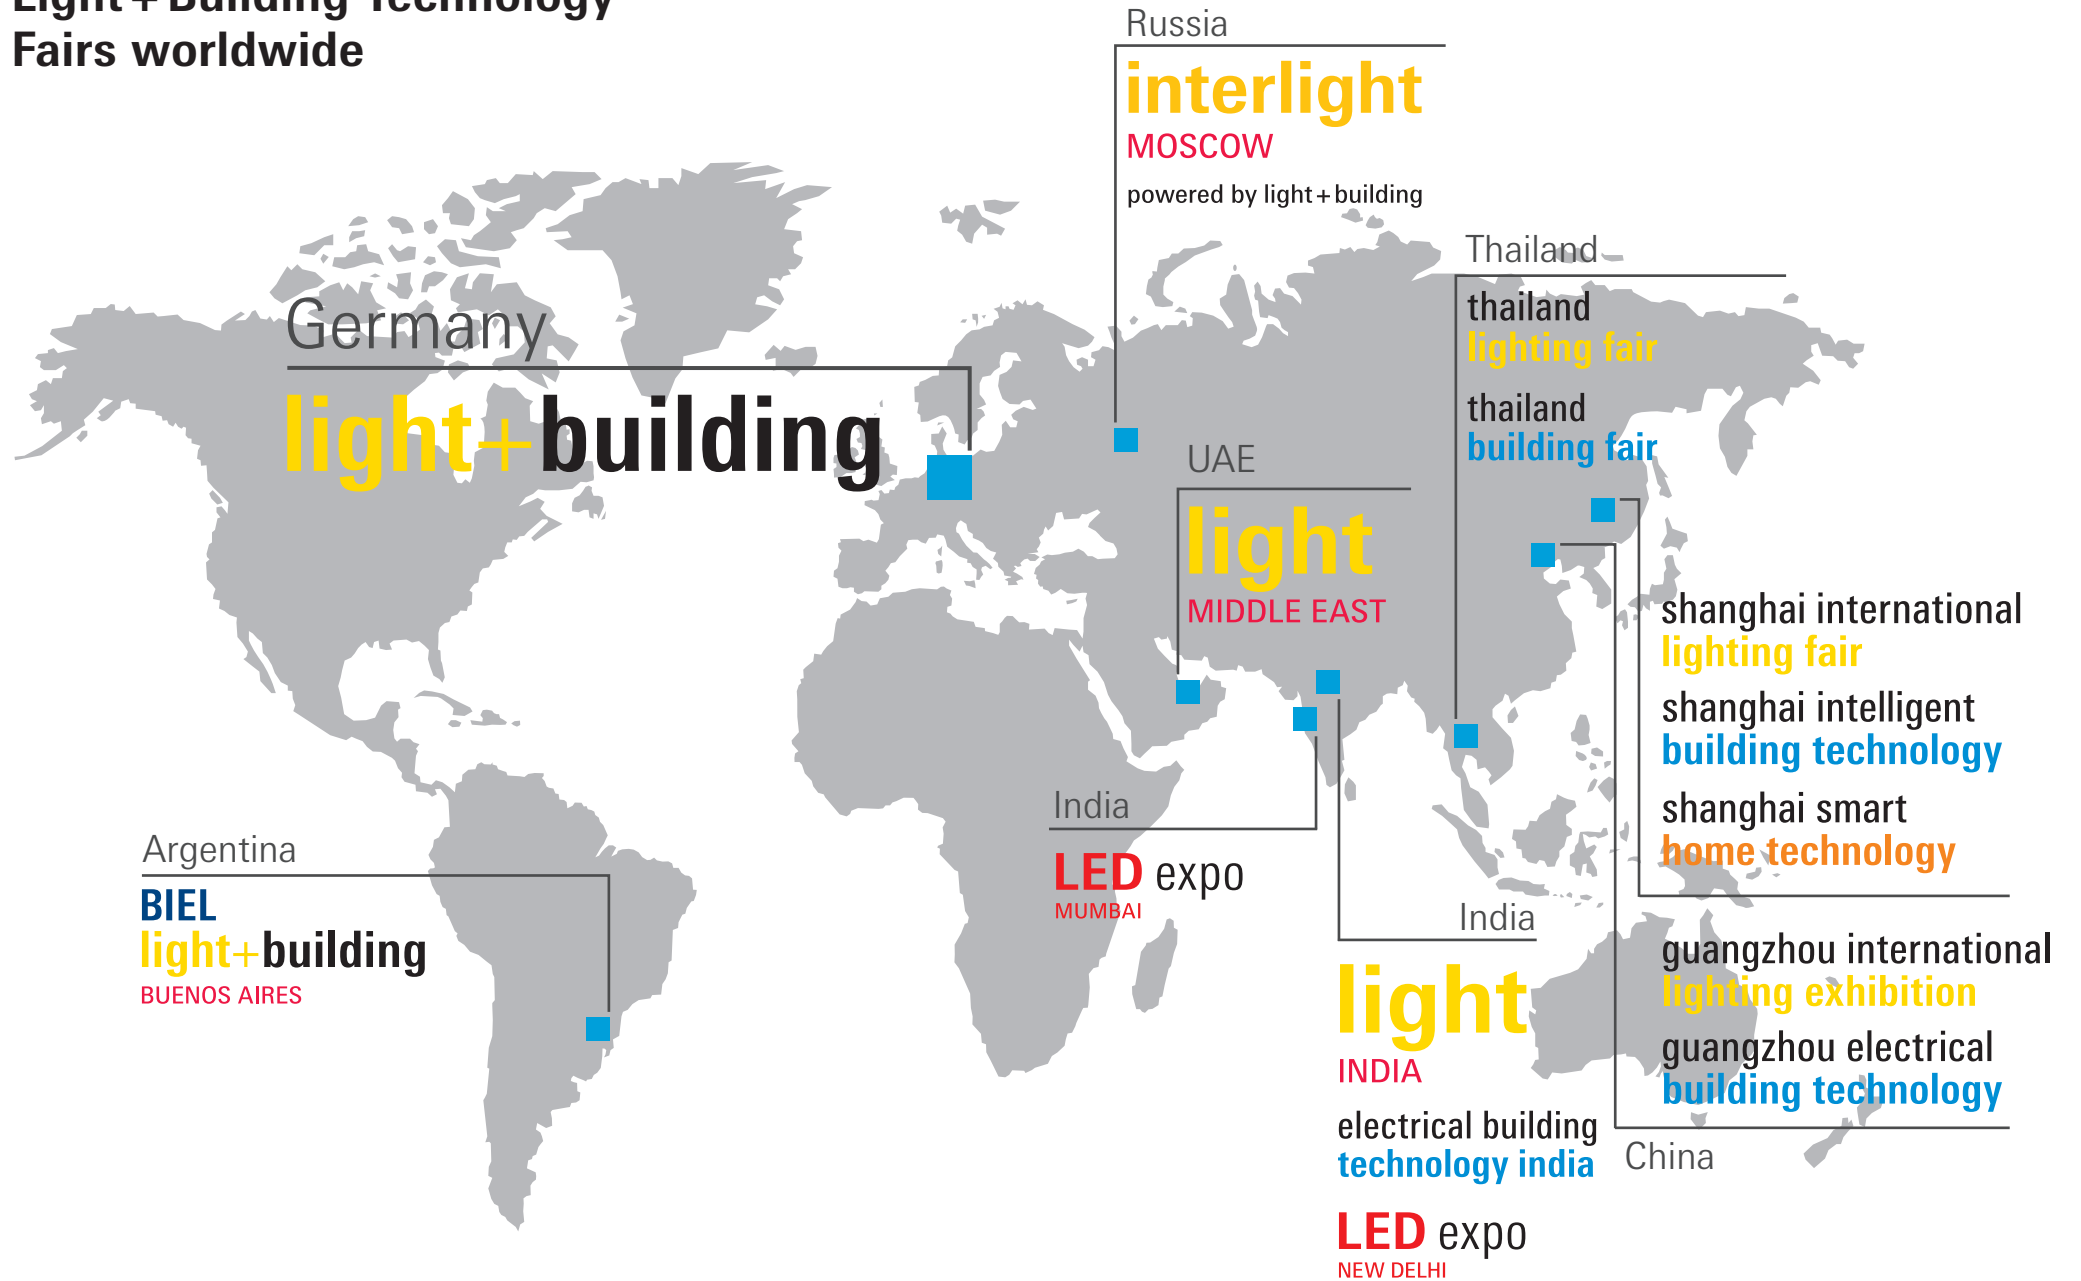 Light + Building Technology
Fairs worldwide
Russia
interlight
MOSCOW
powered by light+building
Thailand
thailand
lighting fair
thailand
building fair
Germany
light+building
UAE
light
MIDDLE EAST
shanghai international
lighting fair
shanghai intelligent
building technology
shanghai smart
home technology
India
LED expo
MUMBAI
Argentina
BIEL
light+building
BUENOS AIRES
India
light
INDIA
electrical building
technology india
LED expo
NEW DELHI
guangzhou international
lighting exhibition
guangzhou electrical
building technology
China